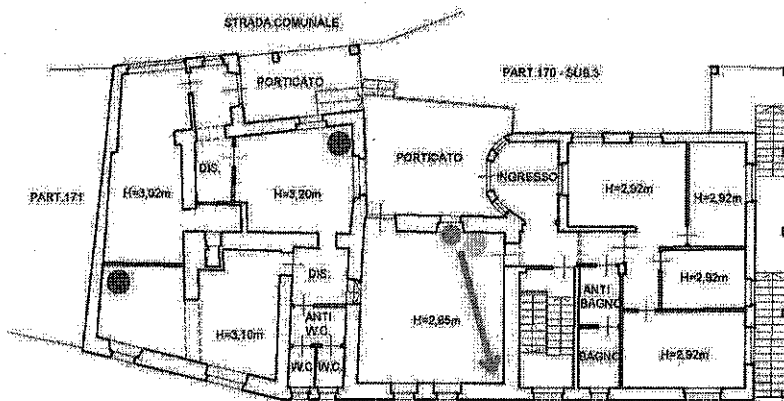 STRADA COMUNALE
PORTICATO
PART.170 - SUB.3
DIS.
PORTICATO
INGRESSO
PART.171
H=3,92m
H=3,20m
H=2,92m
H=2,92m
DIS.
H=2,92m
ANTI
BAGNO
H=3,10m
ANTI
W.C.
H=2,65m
H=2,92m
W.C.
W.C.
BAGNO